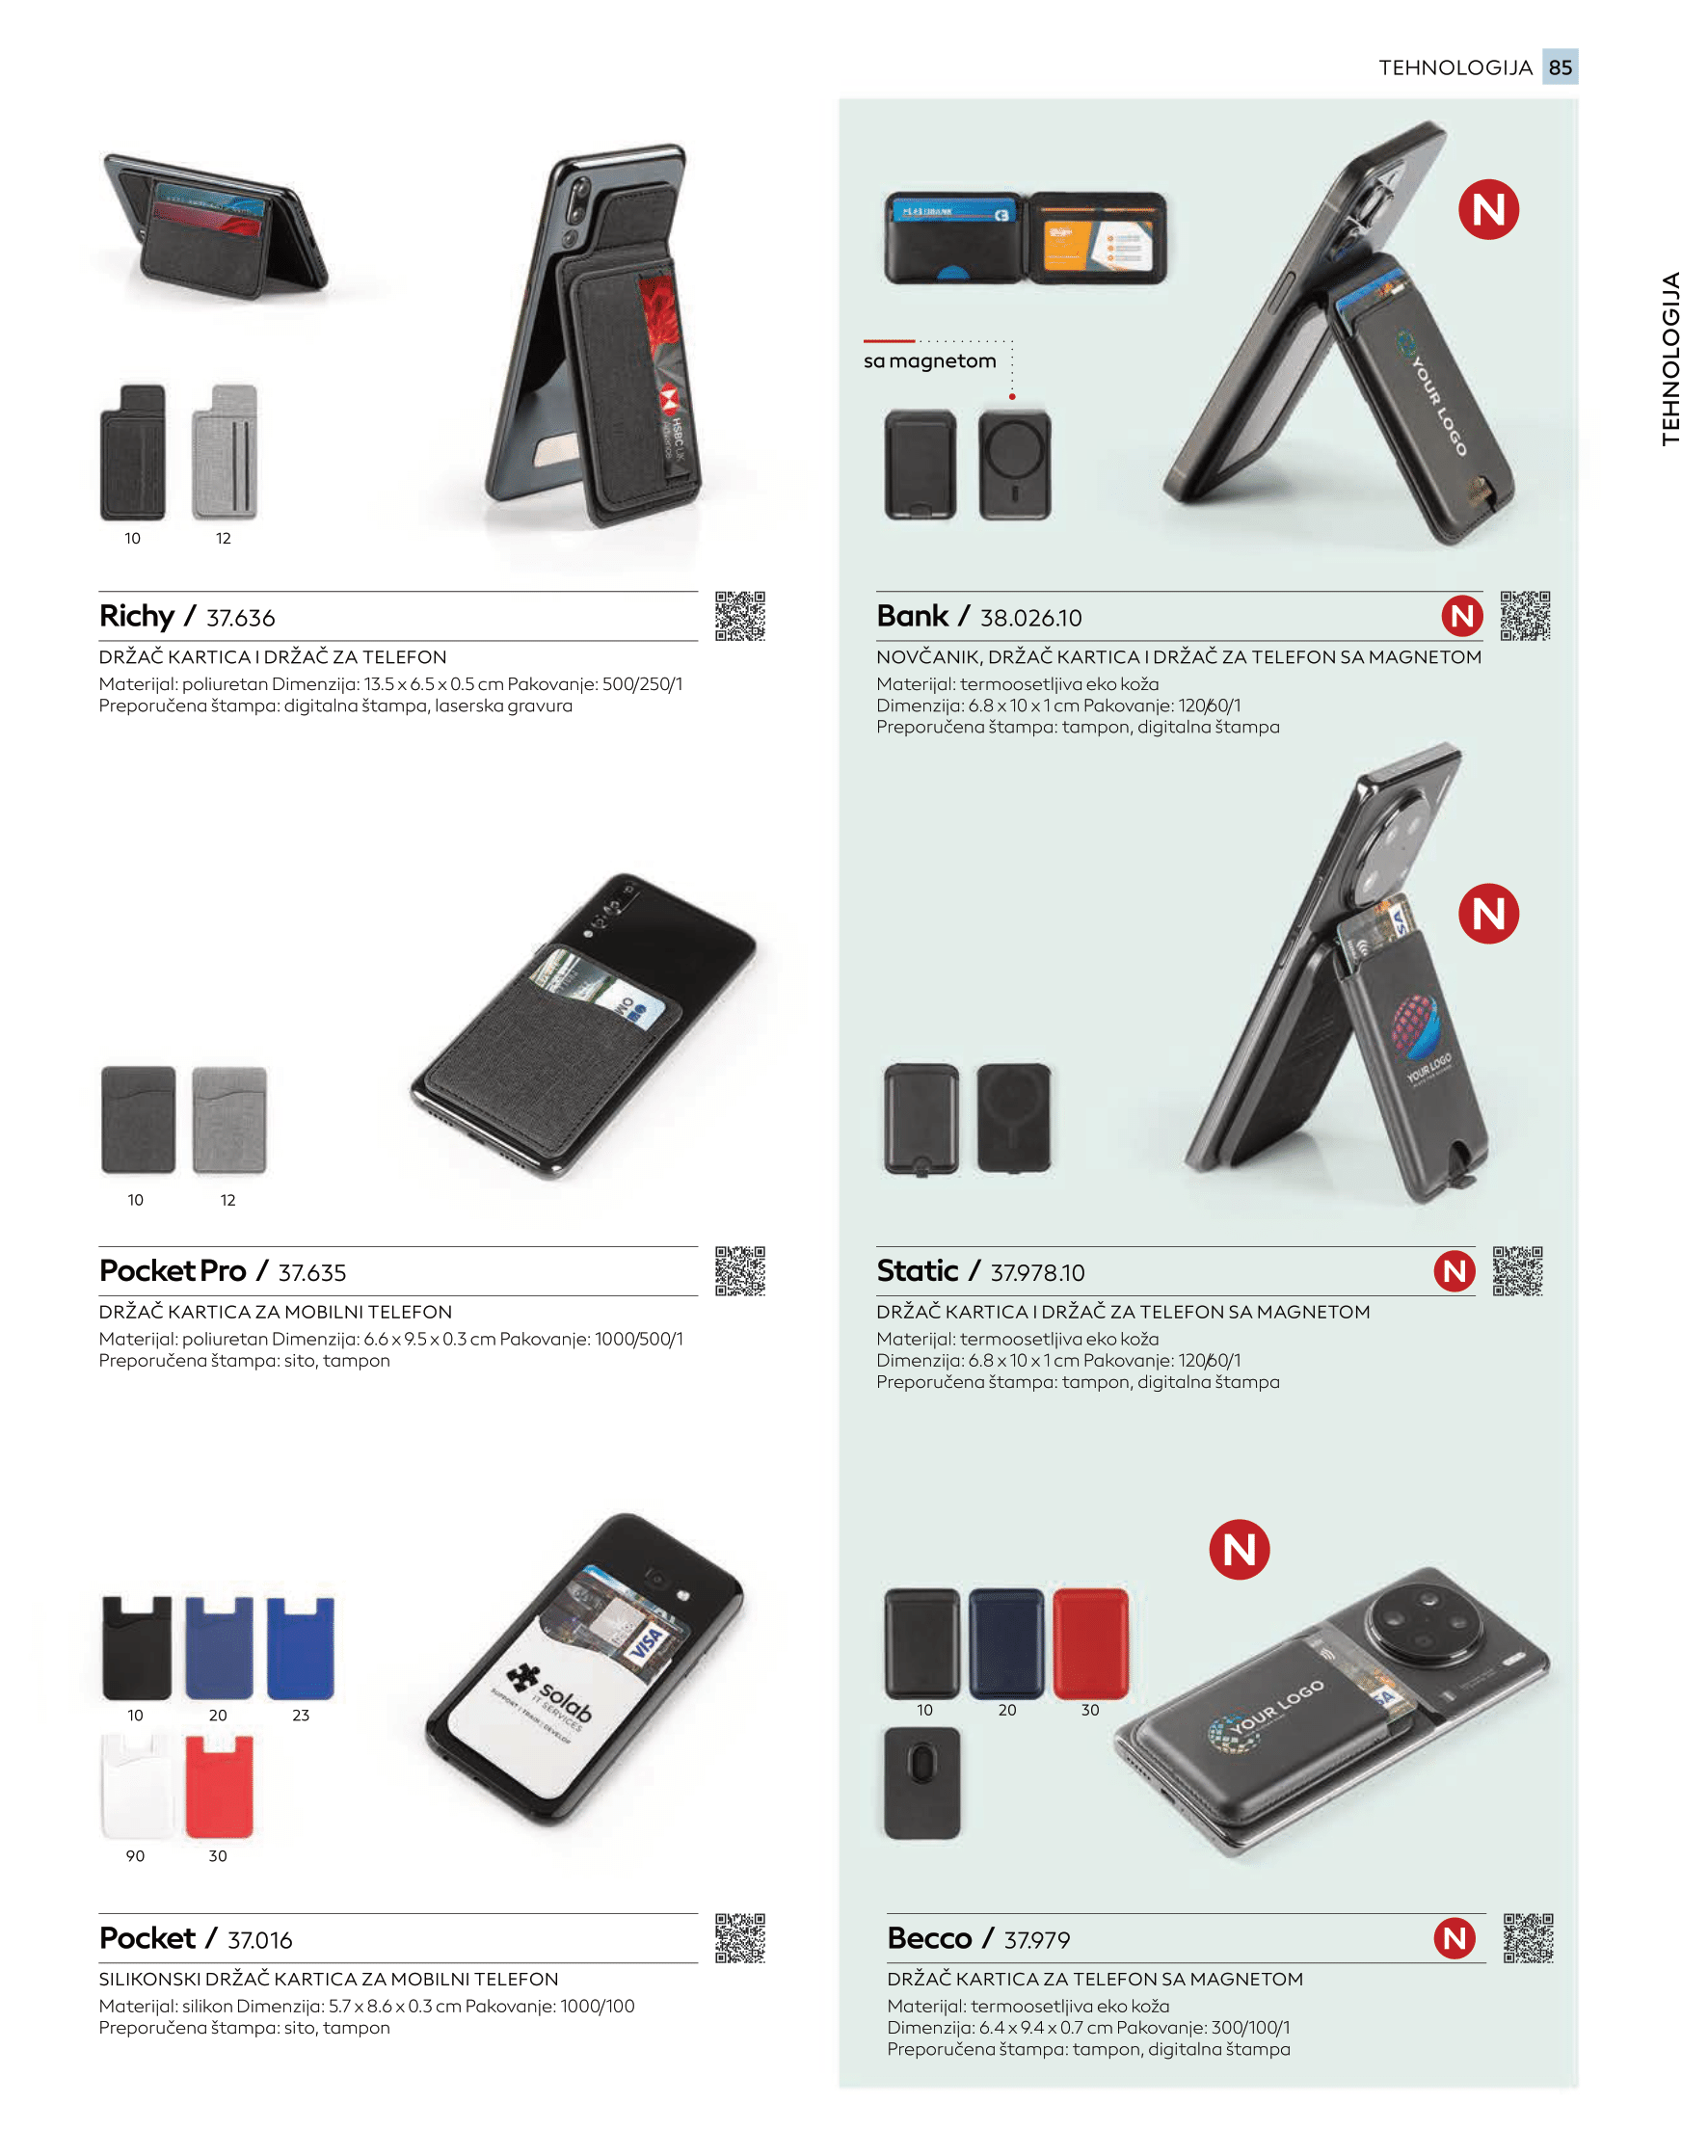 TEHNOLOGIJA 85
TEHNOLOGIJA
HSBC UK
Advance
10 12
Richy / 37.636
DRŽAČ KARTICA I DRŽAČ ZA TELEFON
Materijal: poliuretan Dimenzija: 13.5 x 6.5 x 0.5 cm Pakovanje: 500/250/1
Preporučena štampa: digitalna štampa, laserska gravura
N
sa magnetom
YOUR LOGO
Bank / 38.026.10 N
NOVČANIK, DRŽAČ KARTICA I DRŽAČ ZA TELEFON SA MAGNETOM
Materijal: termoosetljiva eko koža
Dimenzija: 6.8 x 10 x 1 cm Pakovanje: 120/60/1
Preporučena štampa: tampon, digitalna štampa
10 12
PocketPro / 37.635
DRŽAČ KARTICA ZA MOBILNI TELEFON
Materijal: poliuretan Dimenzija: 6.6 x 9.5 x 0.3 cm Pakovanje: 1000/500/1
Preporučena štampa: sito, tampon
N
VISA
YOUR LOGO
Static / 37.978.10 N
DRŽAČ KARTICA I DRŽAČ ZA TELEFON SA MAGNETOM
Materijal: termoosetljiva eko koža
Dimenzija: 6.8 x 10 x 1 cm Pakovanje: 120/60/1
Preporučena štampa: tampon, digitalna štampa
VISA
solab
IT SERVICES
SUPPORT | TRAIN | DEVELOP
10 20 23
90 30
Pocket / 37.016
SILIKONSKI DRŽAČ KARTICA ZA MOBILNI TELEFON
Materijal: silikon Dimenzija: 5.7 x 8.6 x 0.3 cm Pakovanje: 1000/100
Preporučena štampa: sito, tampon
N
10 20 30
YOUR LOGO
Becco / 37.979 N
DRŽAČ KARTICA ZA TELEFON SA MAGNETOM
Materijal: termoosetljiva eko koža
Dimenzija: 6.4 x 9.4 x 0.7 cm Pakovanje: 300/100/1
Preporučena štampa: tampon, digitalna štampa